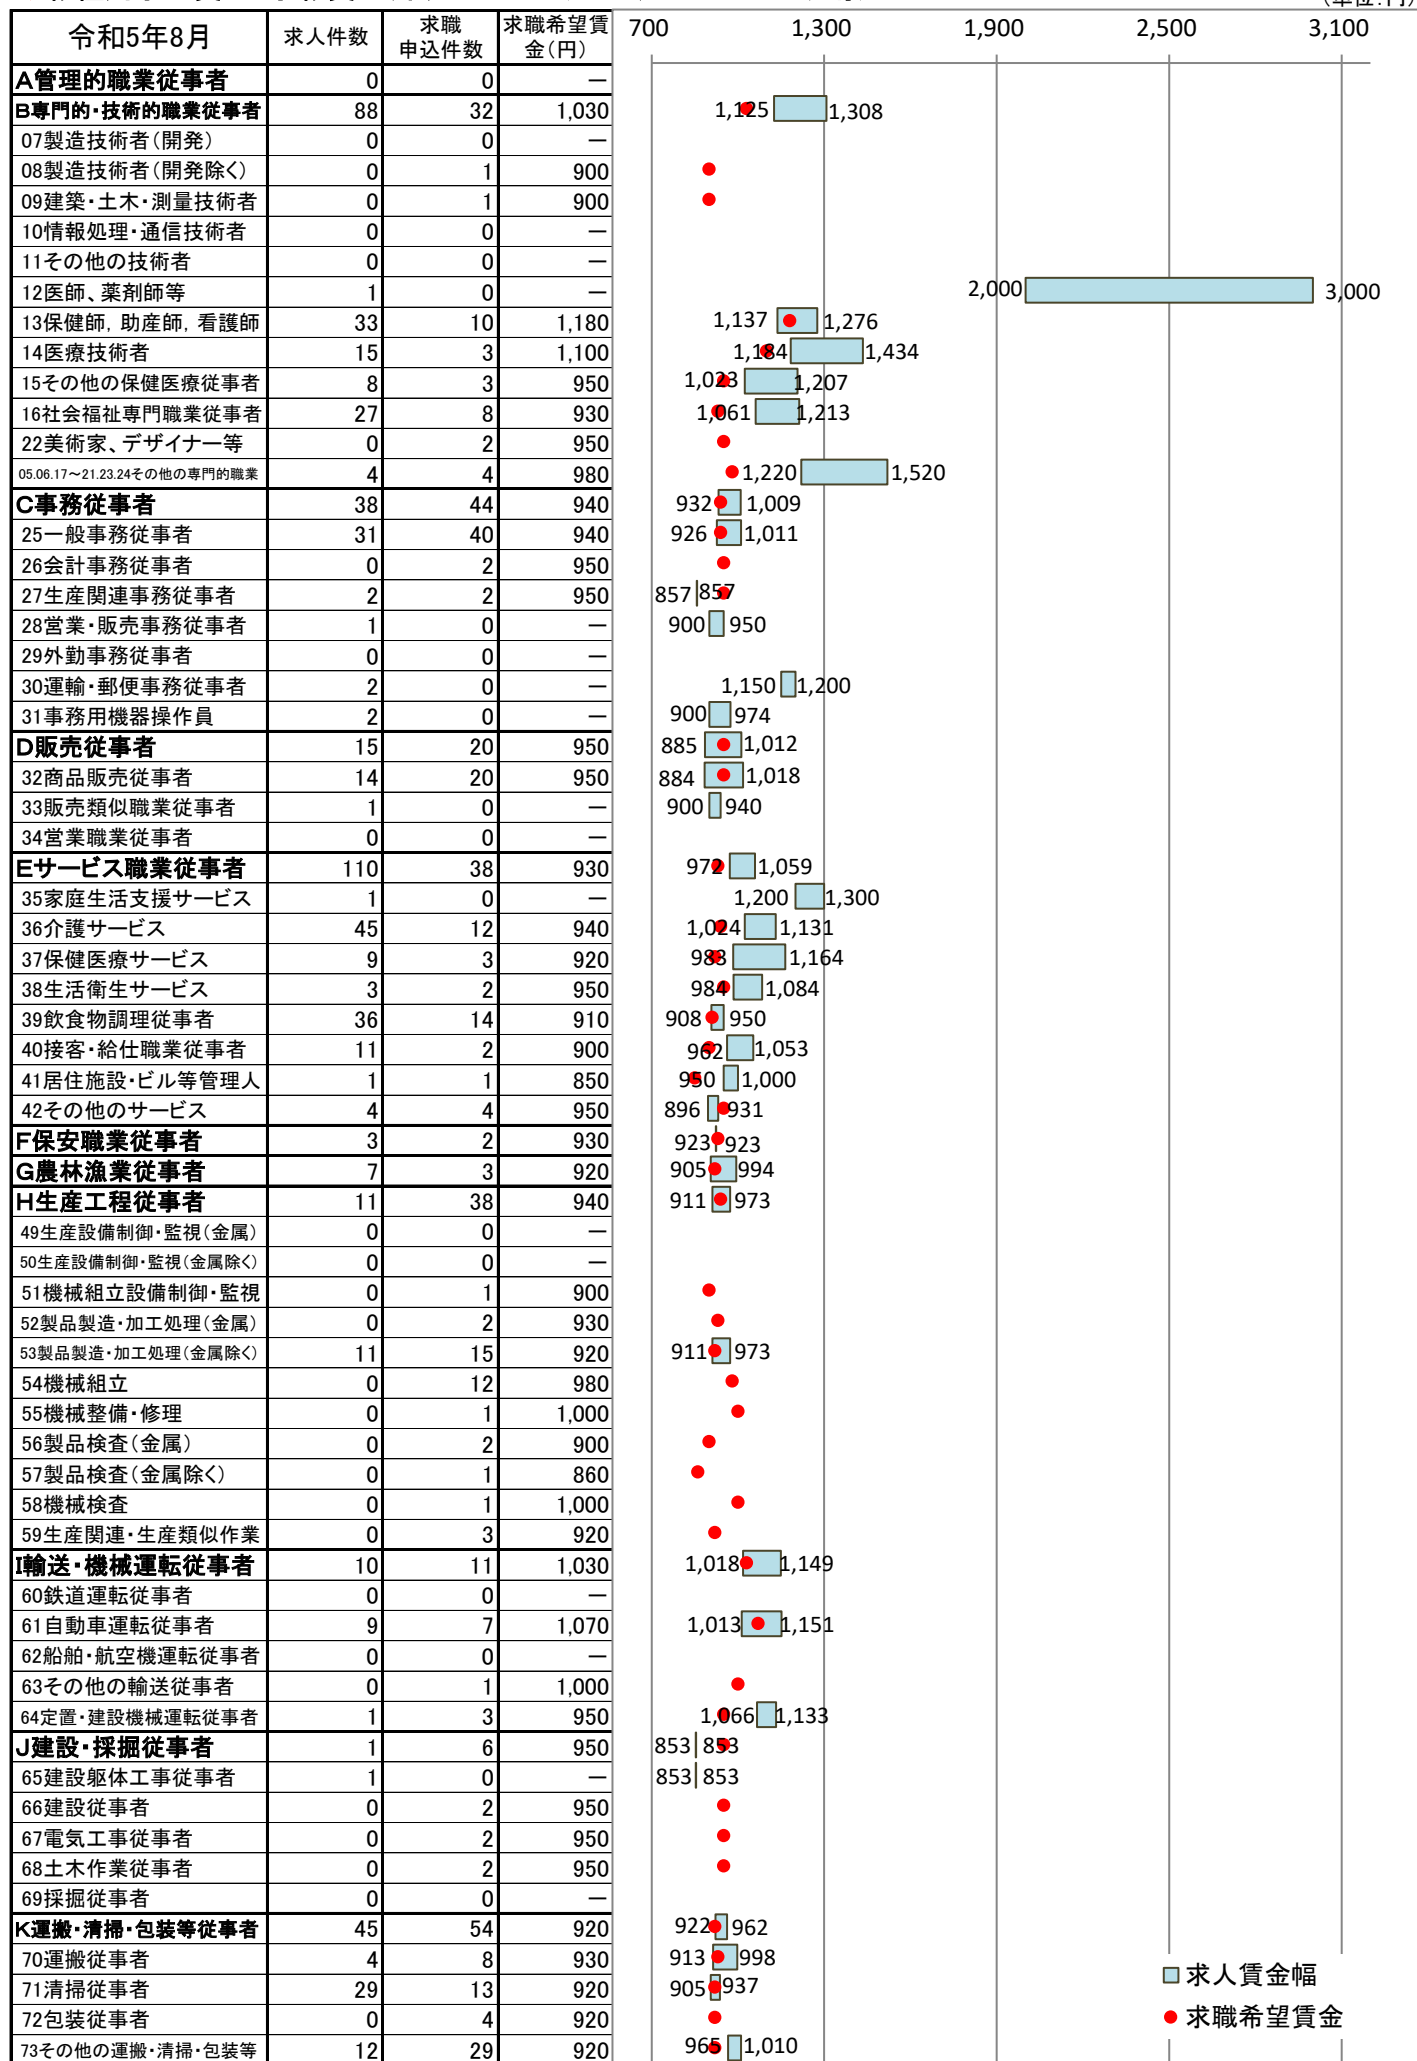 (単位:円)
令和5年8月 求人件数 求職申込件数 求職希望賃金(円) 700 1,300 1,900 2,500 3,100
A管理的職業従事者 0 0 ―
B専門的・技術的職業従事者 88 32 1,030 1,125 1,308
07製造技術者(開発) 0 0 ―
08製造技術者(開発除く) 0 1 900
09建築・土木・測量技術者 0 1 900
10情報処理・通信技術者 0 0 ―
11その他の技術者 0 0 ―
12医師、薬剤師等 1 0 ― 2,000 3,000
13保健師,助産師,看護師 33 10 1,180 1,137 1,276
14医療技術者 15 3 1,100 1,184 1,434
15その他の保健医療従事者 8 3 950 1,023 1,207
16社会福祉専門職業従事者 27 8 930 1,061 1,213
22美術家、デザイナー等 0 2 950
05.06.17～21.23.24その他の専門的職業 4 4 980 1,220 1,520
C事務従事者 38 44 940 932 1,009
25一般事務従事者 31 40 940 926 1,011
26会計事務従事者 0 2 950
27生産関連事務従事者 2 2 950 857 857
28営業・販売事務従事者 1 0 ― 900 950
29外勤事務従事者 0 0 ―
30運輸・郵便事務従事者 2 0 ― 1,150 1,200
31事務用機器操作員 2 0 ― 900 974
D販売従事者 15 20 950 885 1,012
32商品販売従事者 14 20 950 884 1,018
33販売類似職業従事者 1 0 ― 900 940
34営業職業従事者 0 0 ―
Eサービス職業従事者 110 38 930 972 1,059
35家庭生活支援サービス 1 0 ― 1,200 1,300
36介護サービス 45 12 940 1,024 1,131
37保健医療サービス 9 3 920 983 1,164
38生活衛生サービス 3 2 950 984 1,084
39飲食物調理従事者 36 14 910 908 950
40接客・給仕職業従事者 11 2 900 962 1,053
41居住施設・ビル等管理人 1 1 850 950 1,000
42その他のサービス 4 4 950 896 931
F保安職業従事者 3 2 930 923 923
G農林漁業従事者 7 3 920 905 994
H生産工程従事者 11 38 940 911 973
49生産設備制御・監視(金属) 0 0 ―
50生産設備制御・監視(金属除く) 0 0 ―
51機械組立設備制御・監視 0 1 900
52製品製造・加工処理(金属) 0 2 930
53製品製造・加工処理(金属除く) 11 15 920 911 973
54機械組立 0 12 980
55機械整備・修理 0 1 1,000
56製品検査(金属) 0 2 900
57製品検査(金属除く) 0 1 860
58機械検査 0 1 1,000
59生産関連・生産類似作業 0 3 920
I輸送・機械運転従事者 10 11 1,030 1,018 1,149
60鉄道運転従事者 0 0 ―
61自動車運転従事者 9 7 1,070 1,013 1,151
62船舶・航空機運転従事者 0 0 ―
63その他の輸送従事者 0 1 1,000
64定置・建設機械運転従事者 1 3 950 1,066 1,133
J建設・採掘従事者 1 6 950 853 853
65建設躯体工事従事者 1 0 ― 853 853
66建設従事者 0 2 950
67電気工事従事者 0 2 950
68土木作業従事者 0 2 950
69採掘従事者 0 0 ―
K運搬・清掃・包装等従事者 45 54 920 922 962
70運搬従事者 4 8 930 913 998
71清掃従事者 29 13 920 905 937
72包装従事者 0 4 920
73その他の運搬・清掃・包装等 12 29 920 965 1,010
求人賃金幅
求職希望賃金